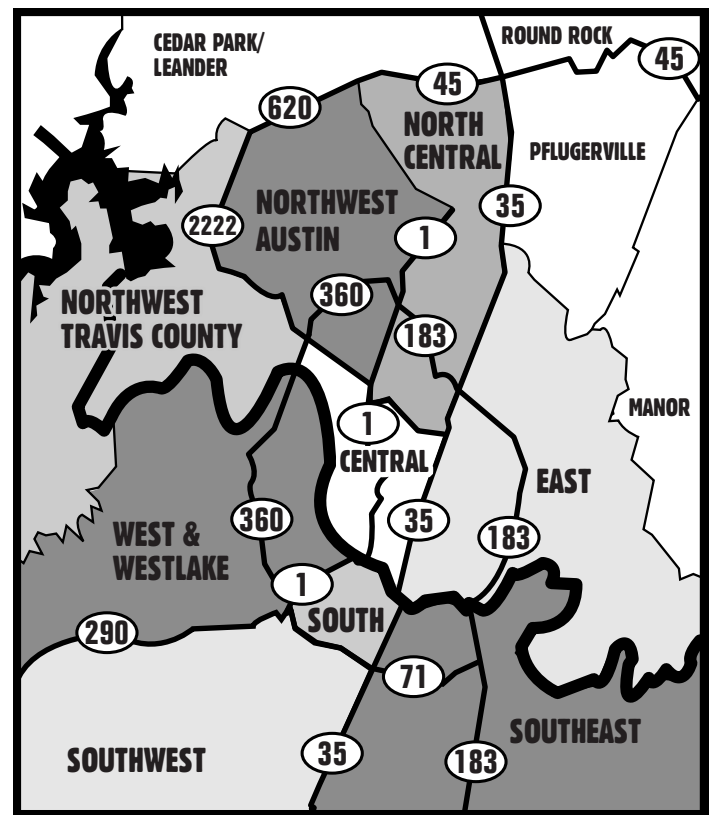 CEDAR PARK/
LEANDER
ROUND ROCK
45
45
620
NORTH
CENTRAL
PFLUGERVILLE
35
NORTHWEST
AUSTIN
2222
1
360
NORTHWEST
TRAVIS COUNTY
183
MANOR
1
CENTRAL
EAST
360
35
183
WEST &
WESTLAKE
1
SOUTH
290
71
SOUTHEAST
SOUTHWEST
35
183